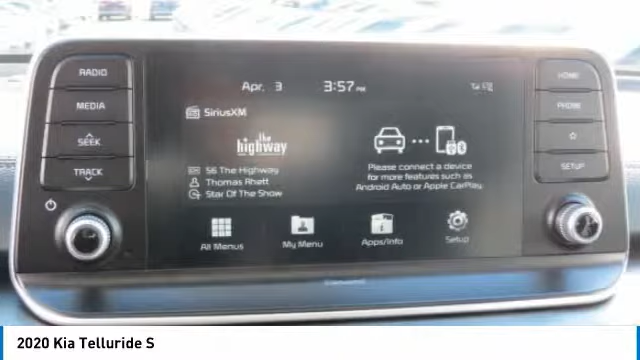 RADIO
MEDIA
SEEK
TRACK
Apr. 3 3:57 PM
SiriusXM
the
highway
56 The Highway
Thomas Rhett
Star Of The Show
Please connect a device
for more features such as
Android Auto or Apple CarPlay.
All Menus
My Menu
Apps/Info
Setup
HOME
PHONE
SETUP
2020 Kia Telluride S